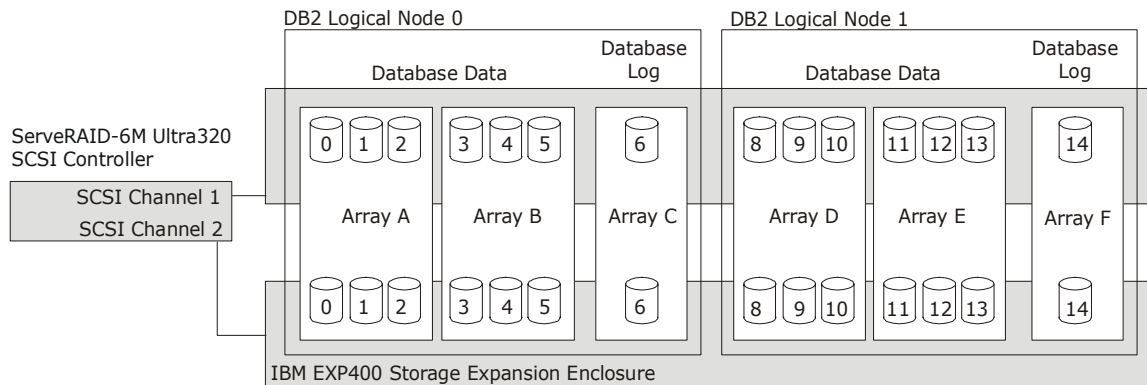 DB2 Logical Node 0
DB2 Logical Node 1
Database Data
Database
Log
Database Data
Database
Log
ServeRAID-6M Ultra320
SCSI Controller
SCSI Channel 1
SCSI Channel 2
0 1 2 3 4 5 6 8 9 10 11 12 13 14
Array A Array B Array C Array D Array E Array F
0 1 2 3 4 5 6 8 9 10 11 12 13 14
IBM EXP400 Storage Expansion Enclosure